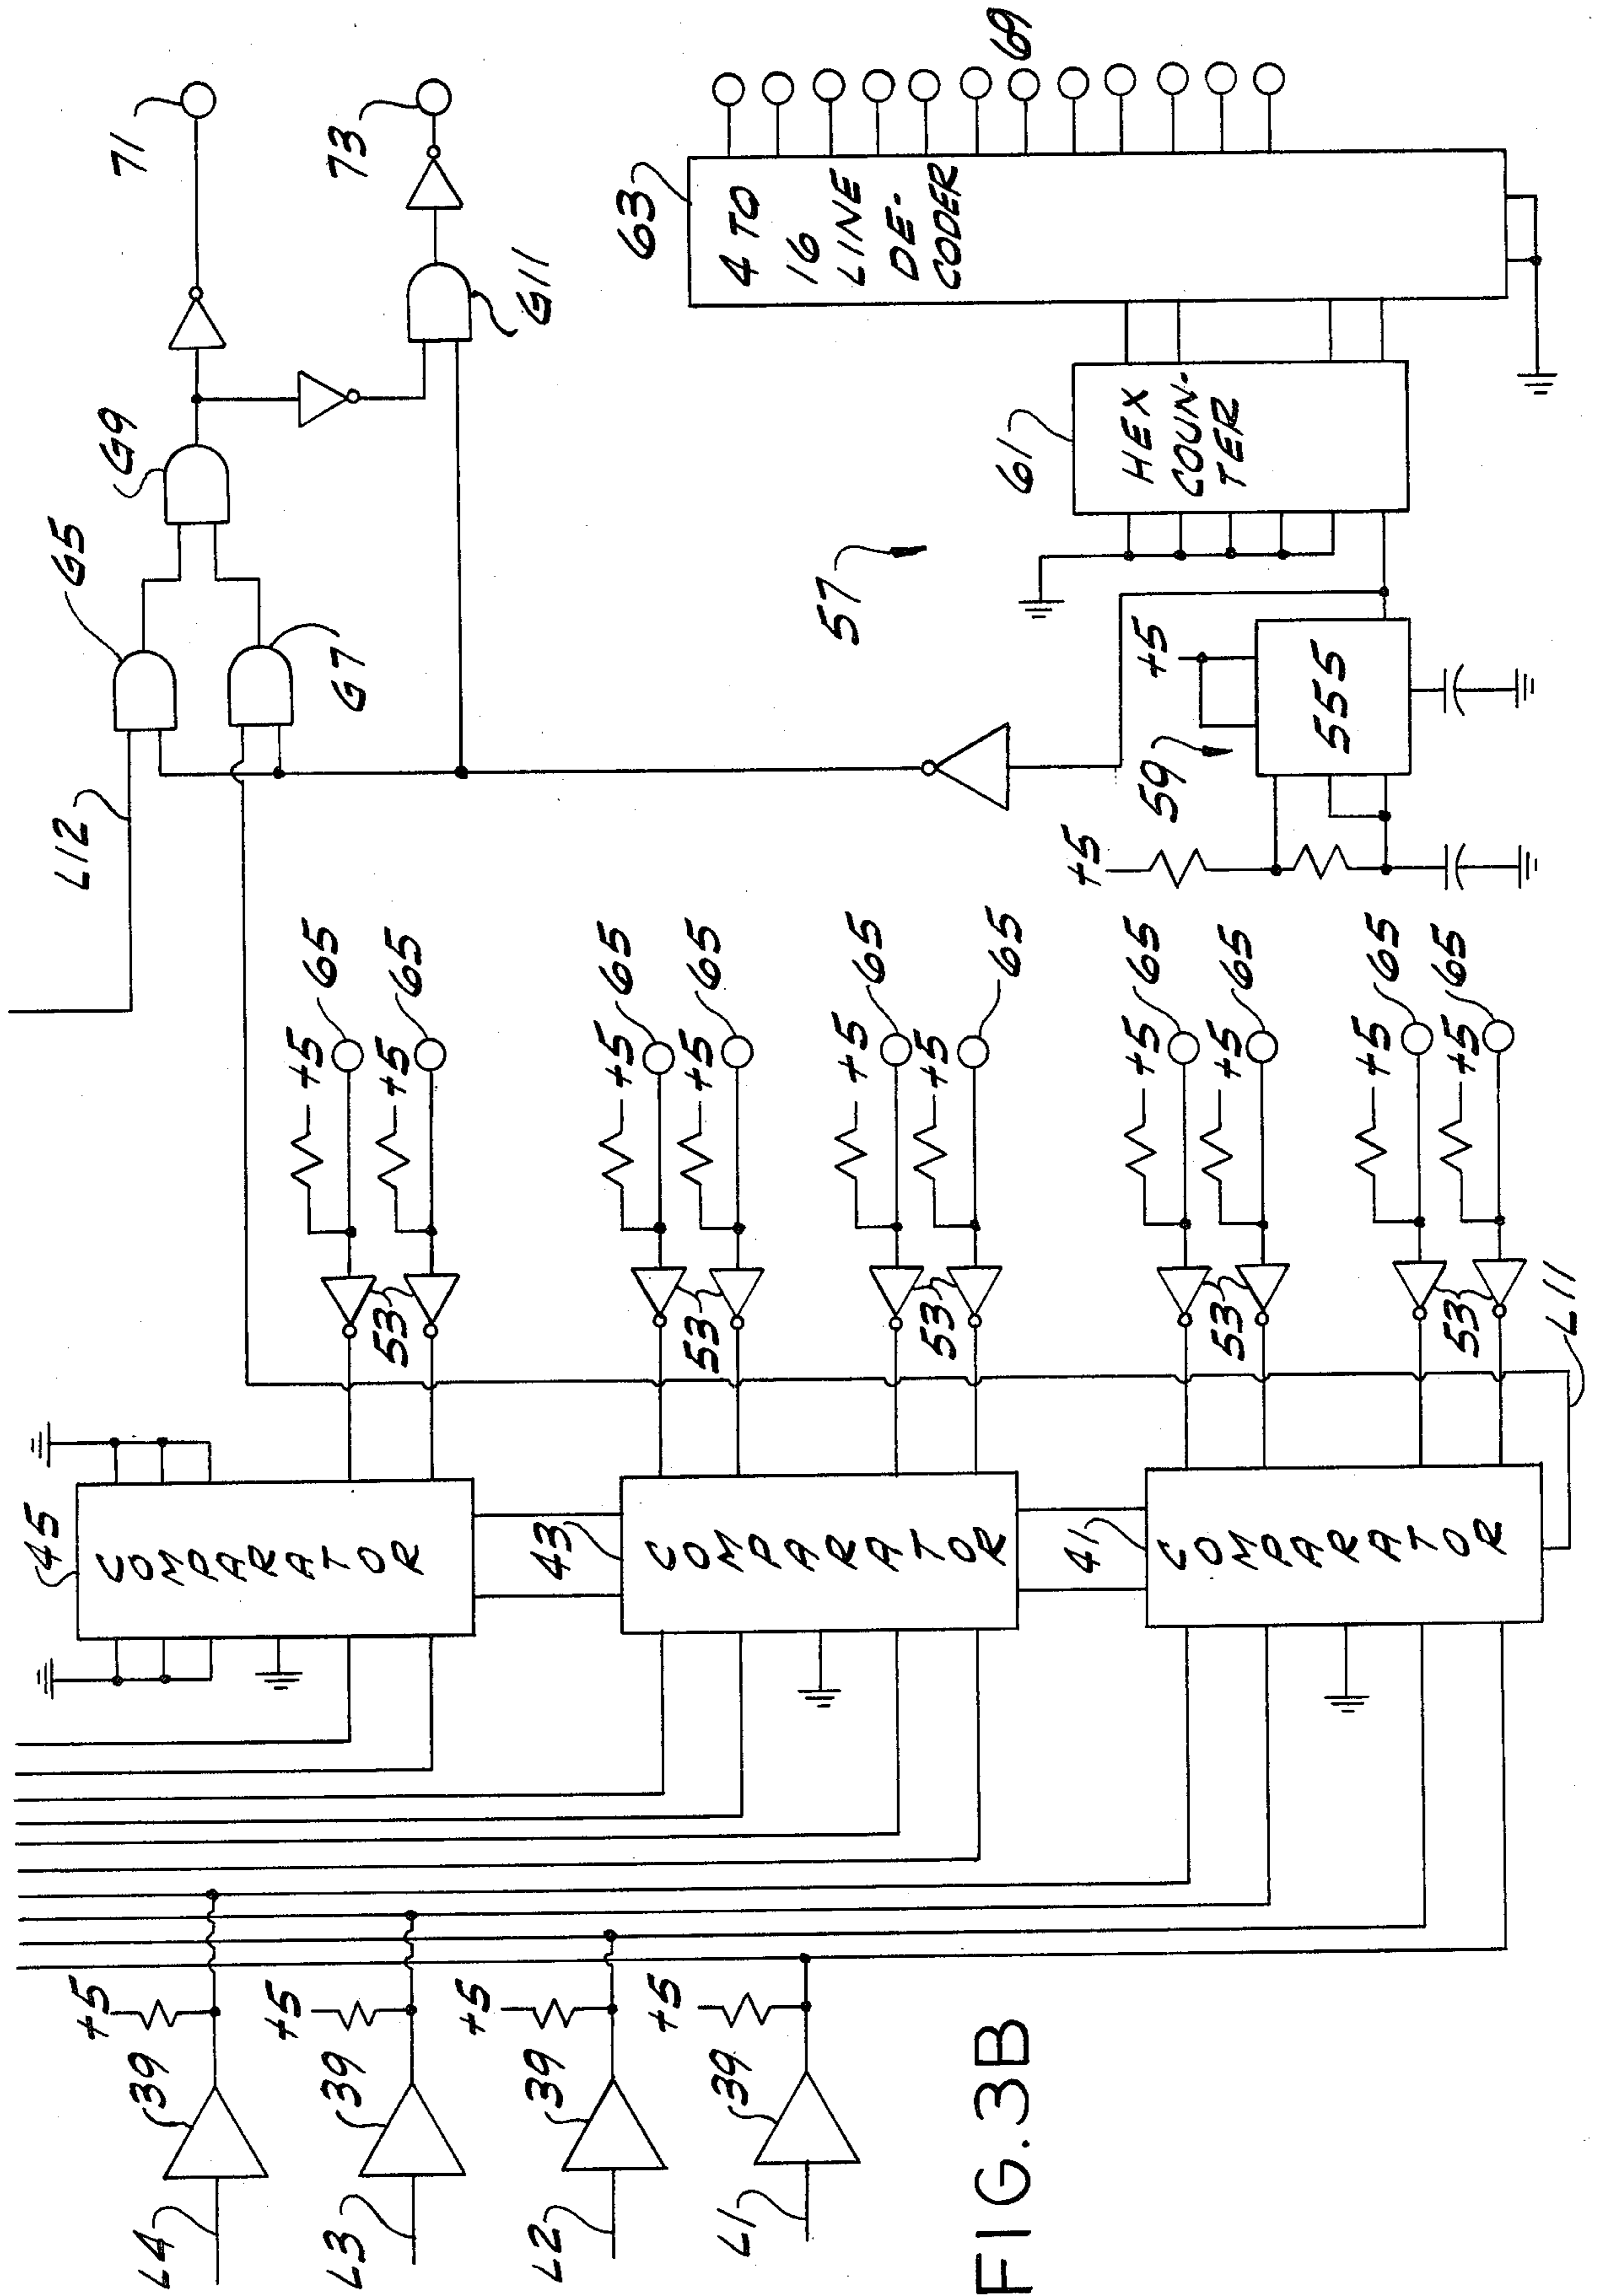 L4
39
+5
L3
39
+5
L2
39
+5
L1
39
+5
45
COMPARATOR
43
COMPARATOR
41
COMPARATOR
53
53
53
53
53
L11
+5
65
+5
65
+5
65
+5
65
+5
65
+5
65
+5
65
+5
65
+5
65
+5
65
L12
G5
G7
G9
G11
71
73
57
+5
59
+5
555
61
HEX
COUN-
TER
63
4 TO
16
LINE
DE-
CODER
69
FIG. 3B